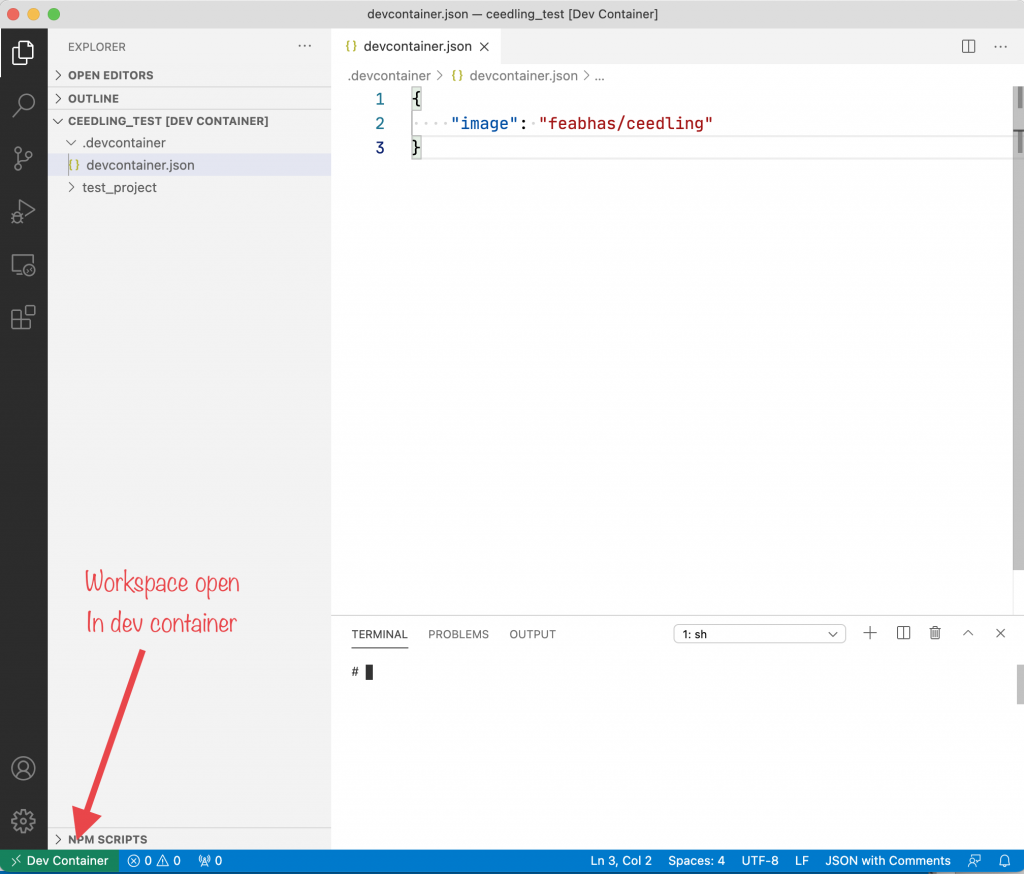 devcontainer.json — ceedling_test [Dev Container]
EXPLORER
OPEN EDITORS
OUTLINE
CEEDLING_TEST [DEV CONTAINER]
.devcontainer
{} devcontainer.json
test_project
{} devcontainer.json
.devcontainer > {} devcontainer.json > ...
1 {
2 ····"image":·"feabhas/ceedling"
3 }
Workspace open
In dev container
TERMINAL PROBLEMS OUTPUT 1: sh
#
NPM SCRIPTS
Dev Container 0 0 0 Ln 3, Col 2 Spaces: 4 UTF-8 LF JSON with Comments